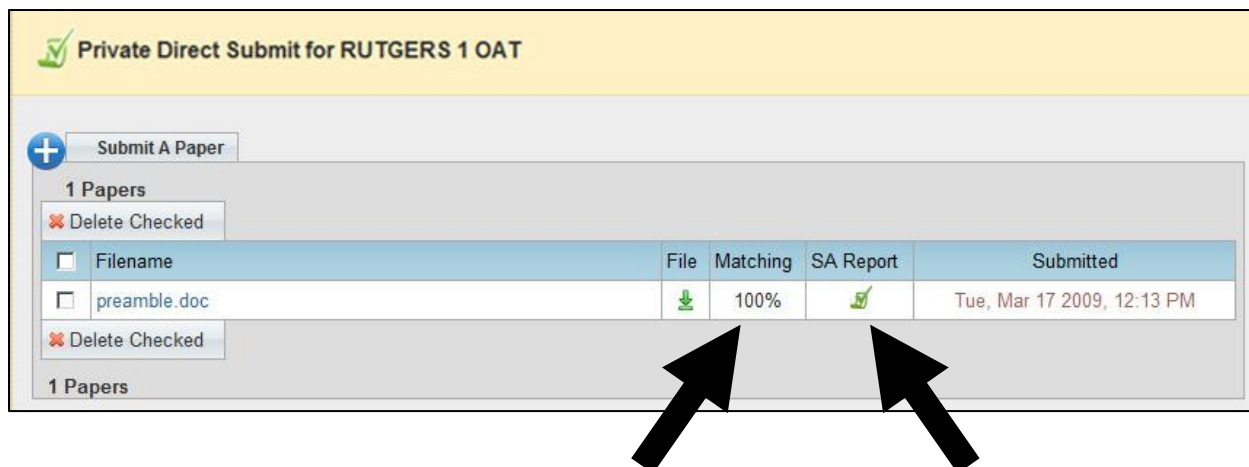 Private Direct Submit for RUTGERS 1 OAT
Submit A Paper
1 Papers
Delete Checked
Filename File Matching SA Report Submitted
preamble.doc 100% Tue, Mar 17 2009, 12:13 PM
Delete Checked
1 Papers